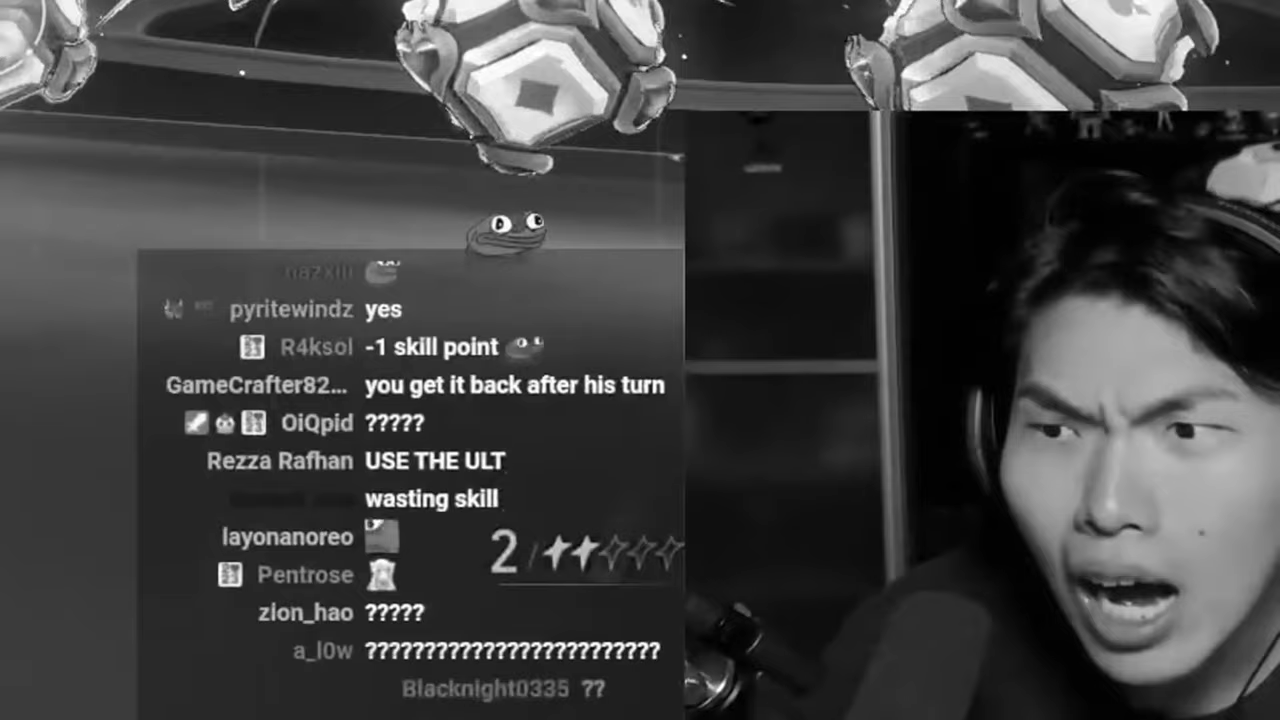 nazxiii
pyritewindz yes
R4ksol -1 skill point
GameCrafter82... you get it back after his turn
OiQpid ?????
Rezza Rafhan USE THE ULT
wasting skill
layonanoreo
2 /
Pentrose
zion_hao ?????
a_l0w ?????????????????????????
Blacknight0335 ??